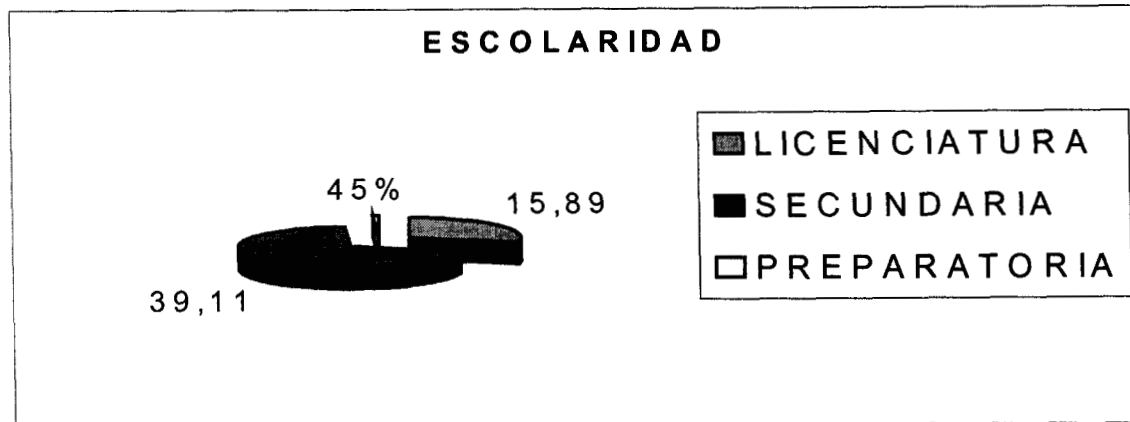 ESCOLARIDAD
45%
15,89
39,11
LICENCIATURA
SECUNDARIA
PREPARATORIA